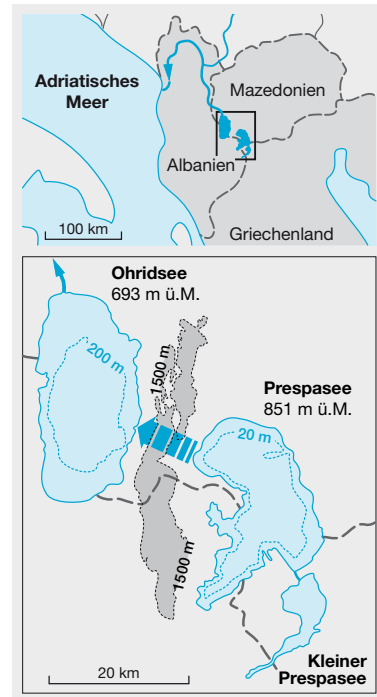 Adriatisches
Meer
Mazedonien
Albanien
100 km
Griechenland
Ohridsee
693 m ü.M.
1500 m
200 m
Prespasee
851 m ü.M.
20 m
1500 m
20 km
Kleiner
Prespasee